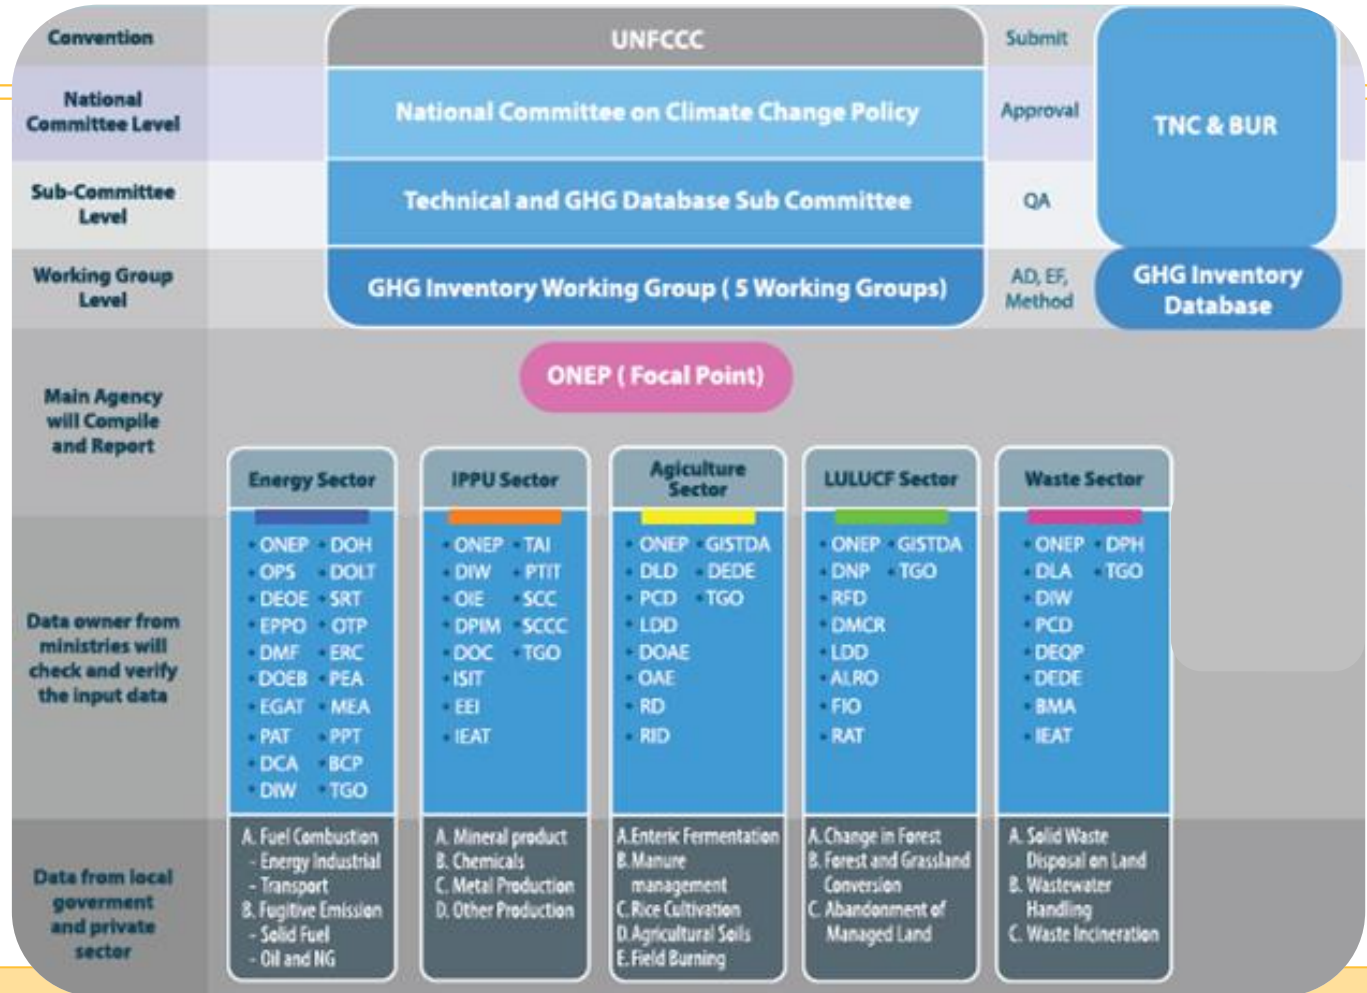 Convention
UNFCCC
Submit
National
Committee Level
National Committee on Climate Change Policy
Approval
TNC & BUR
Sub-Committee
Level
Technical and GHG Database Sub Committee
QA
Working Group
Level
GHG Inventory Working Group ( 5 Working Groups)
AD, EF,
Method
GHG Inventory
Database
Main Agency
will Compile
and Report
ONEP ( Focal Point)
Energy Sector
IPPU Sector
Agiculture
Sector
LULUCF Sector
Waste Sector
Data owner from
ministries will
check and verify
the input data
• ONEP • DOH
• OPS • DOLT
• DEOE • SRT
• EPPO • OTP
• DMF • ERC
• DOEB • PEA
• EGAT • MEA
• PAT • PPT
• DCA • BCP
• DIW • TGO
• ONEP • TAI
• DIW • PTIT
• OIE • SCC
• DPIM • SCCC
• DOC • TGO
• ISIT
• EEI
• IEAT
• ONEP • GISTDA
• DLD • DEDE
• PCD • TGO
• LDD
• DOAE
• OAE
• RD
• RID
• ONEP • GISTDA
• DNP • TGO
• RFD
• DMCR
• LDD
• ALRO
• FIO
• RAT
• ONEP • DPH
• DLA • TGO
• DIW
• PCD
• DEQP
• DEDE
• BMA
• IEAT
Data from local
goverment
and private
sector
A. Fuel Combustion
- Energy Industrial
- Transport
B. Fugitive Emission
- Solid Fuel
- Oil and NG
A. Mineral product
B. Chemicals
C. Metal Production
D. Other Production
A.Enteric Fermentation
B.Manure
management
C.Rice Cultivation
D.Agricultural Soils
E.Field Burning
A.Change in Forest
B. Forest and Grassland
Conversion
C. Abandonment of
Managed Land
A. Solid Waste
Disposal on Land
B. Wastewater
Handling
C. Waste Incineration